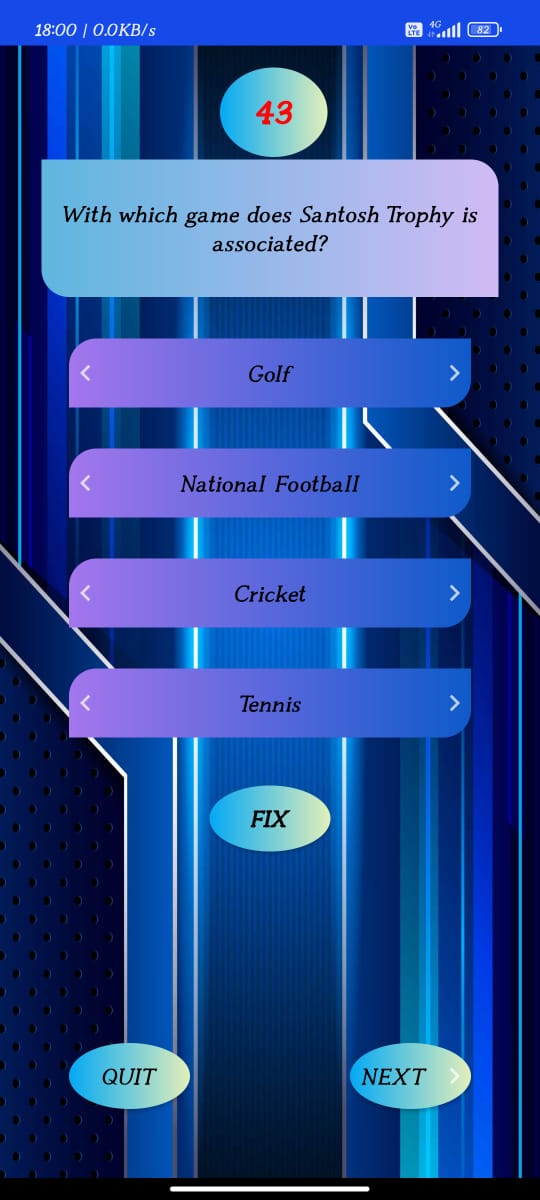 18:00 | 0.0KB/s
Vo LTE 4G 82
43
With which game does Santosh Trophy is
associated?
Golf
National Football
Cricket
Tennis
FIX
QUIT
NEXT